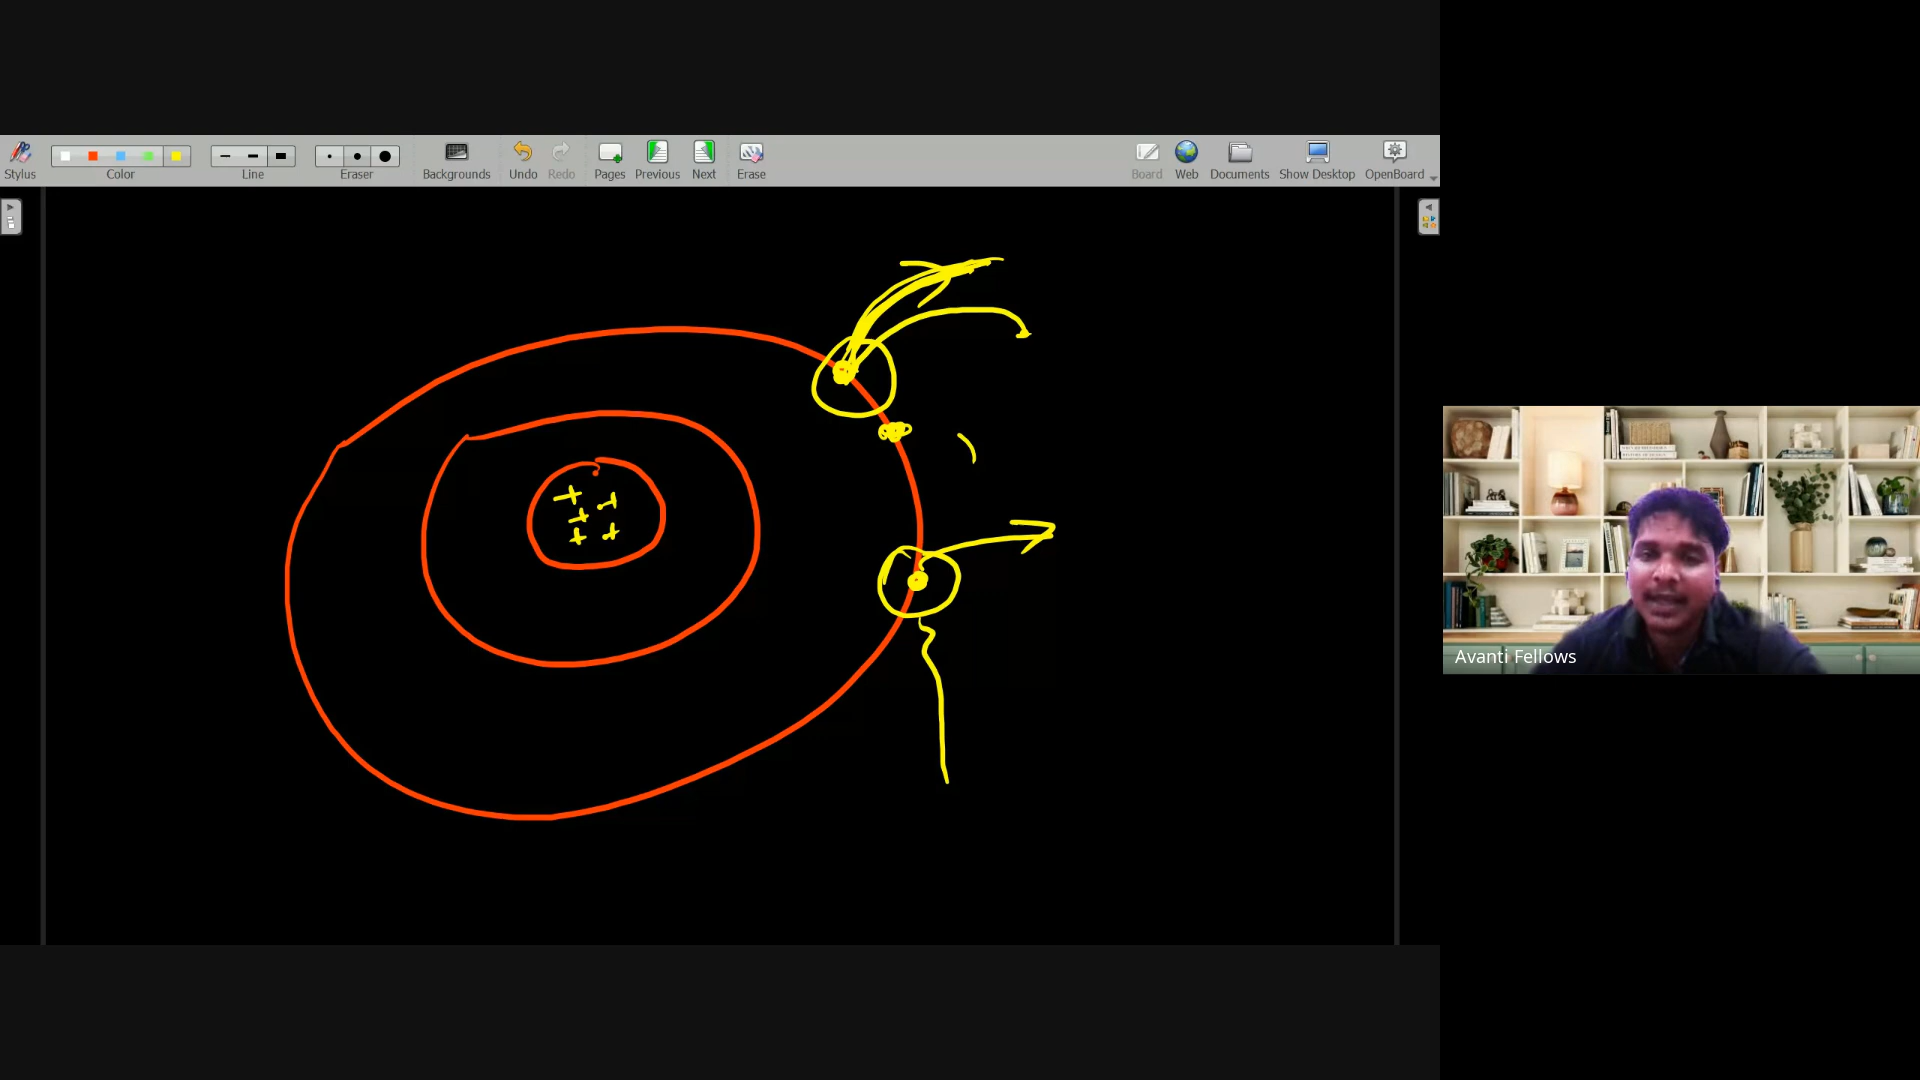 Stylus Color Line Eraser Backgrounds Undo Redo Pages Previous Next Erase Board Web Documents Show Desktop OpenBoard
+ +
+
+ +
Avanti Fellows